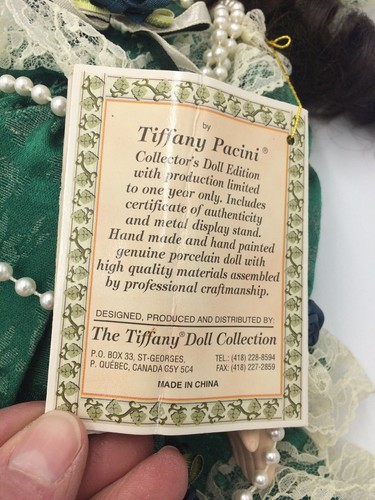 by
Tiffany Pacini®
Collector's Doll Edition
with production limited
to one year only. Includes
certificate of authenticity
and metal display stand.
Hand made and hand painted
genuine porcelain doll with
high quality materials assembled
by professional craftmanship.
DESIGNED, PRODUCED AND DISTRIBUTED BY:
The Tiffany® Doll Collection
P.O. BOX 33, ST-GEORGES, TEL.: (418) 228-8594
P. QUÉBEC, CANADA G5Y 5C4 FAX: (418) 227-2859
MADE IN CHINA